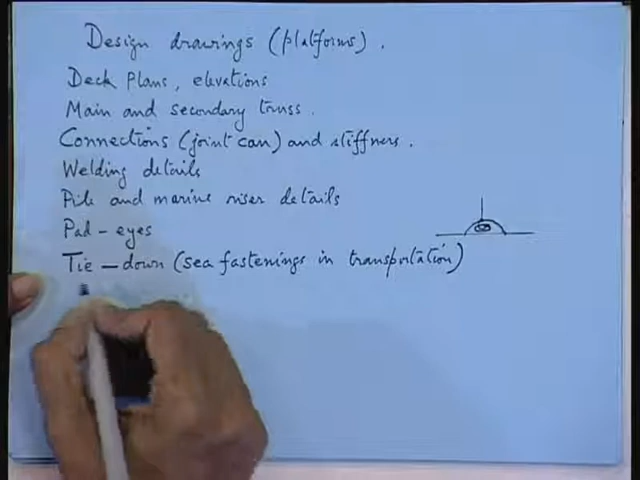 Design drawings (platforms).
Deck Plans, elevations
Main and secondary truss.
Connections (joint can) and stiffners.
Welding details
Pile and marine riser details
Pad-eyes
Tie-down (sea fastenings in transportation)